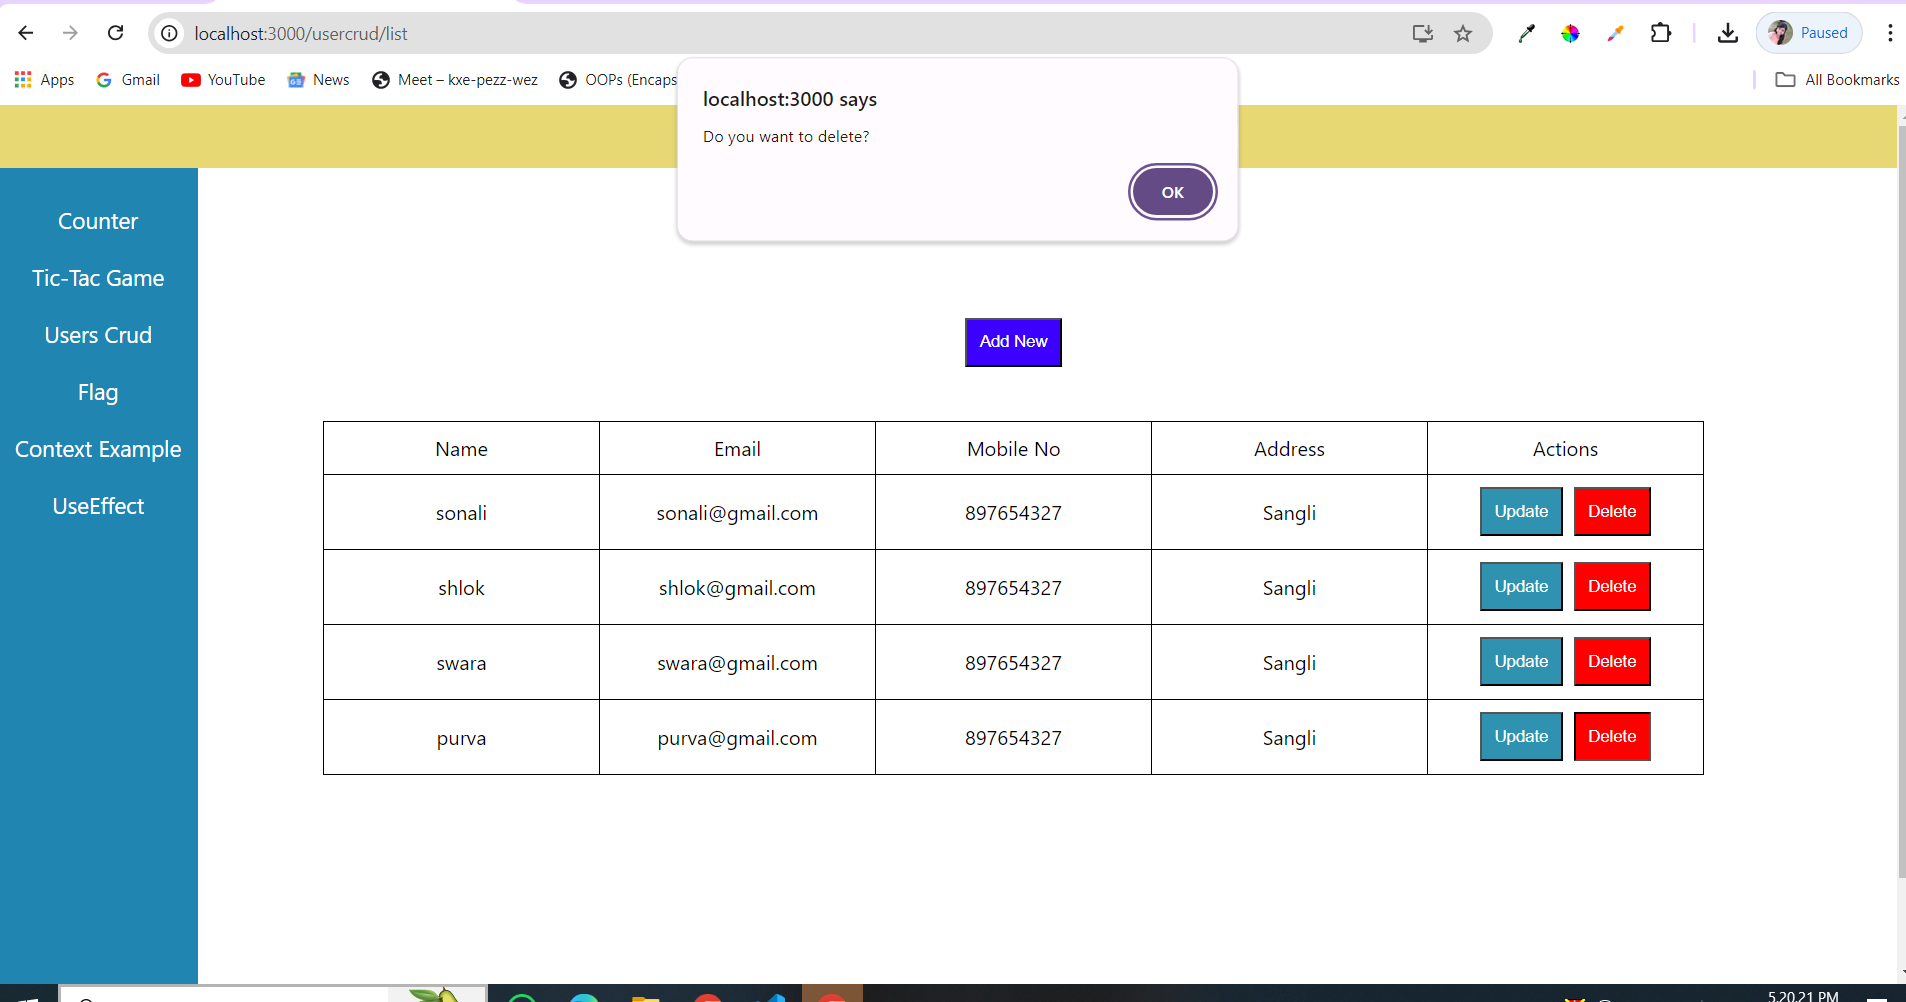 localhost:3000/usercrud/list
Paused
Apps Gmail YouTube News Meet – kxe-pezz-wez OOPs (Encaps All Bookmarks
localhost:3000 says
Do you want to delete?
OK
Counter
Tic-Tac Game
Users Crud
Flag
Context Example
UseEffect
Add New
Name Email Mobile No Address Actions
sonali sonali@gmail.com 897654327 Sangli Update Delete
shlok shlok@gmail.com 897654327 Sangli Update Delete
swara swara@gmail.com 897654327 Sangli Update Delete
purva purva@gmail.com 897654327 Sangli Update Delete
5.20.21 PM